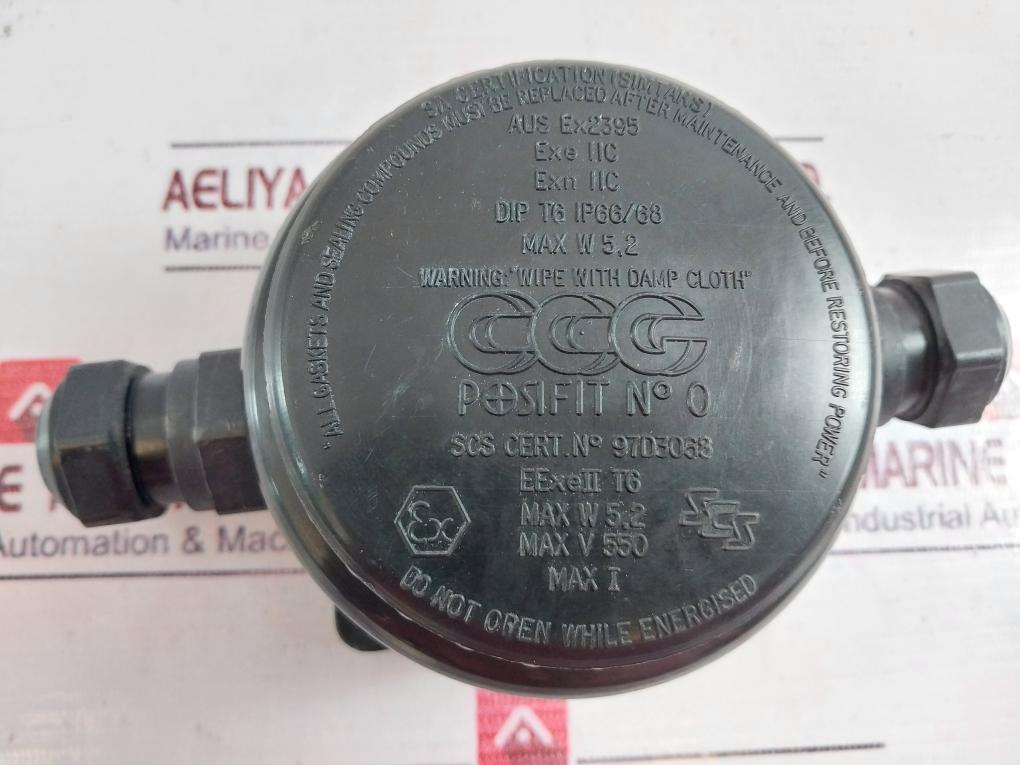 SA CERTIFICATION (SIMTARS)
"ALL GASKETS AND SEALING COMPOUNDS MUST BE REPLACED AFTER MAINTENANCE AND BEFORE RESTORING POWER"
AUS Ex2395
Exe IIC
Exn IIC
DIP T6 IP66/68
MAX W 5,2
WARNING: "WIPE WITH DAMP CLOTH"
CCG
POSIFIT Nº 0
SCS CERT. Nº 97D3068
EExeII T6
Ex
MAX W 5,2
SCS
MAX V 550
MAX I
DO NOT OPEN WHILE ENERGISED
AELIYA
Marine
MARINE
Automation & Mac
ndustrial Au